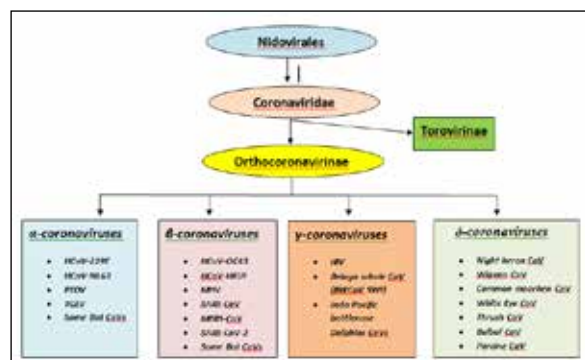 Nidovirales
Coronaviridae
Torovirinae
Orthocoronavirinae
α-coronaviruses
HCoV-229E
HCoV-NL63
PEDV
TGEV
Some Bat CoVs
β-coronaviruses
HCoV-OC43
HCoV-HKU1
MHV
SARS CoV
MERS-CoV
SARS CoV-2
Some Bat CoVs
γ-coronaviruses
IBV
Beluga whale CoV
Indo Pacific
bottlenose
Dolphins CoVs
δ-coronaviruses
Night heron CoV
Wigeon CoV
Common moorhen CoV
White Eye CoV
Thrush CoV
Bulbul CoV
Porcine CoV